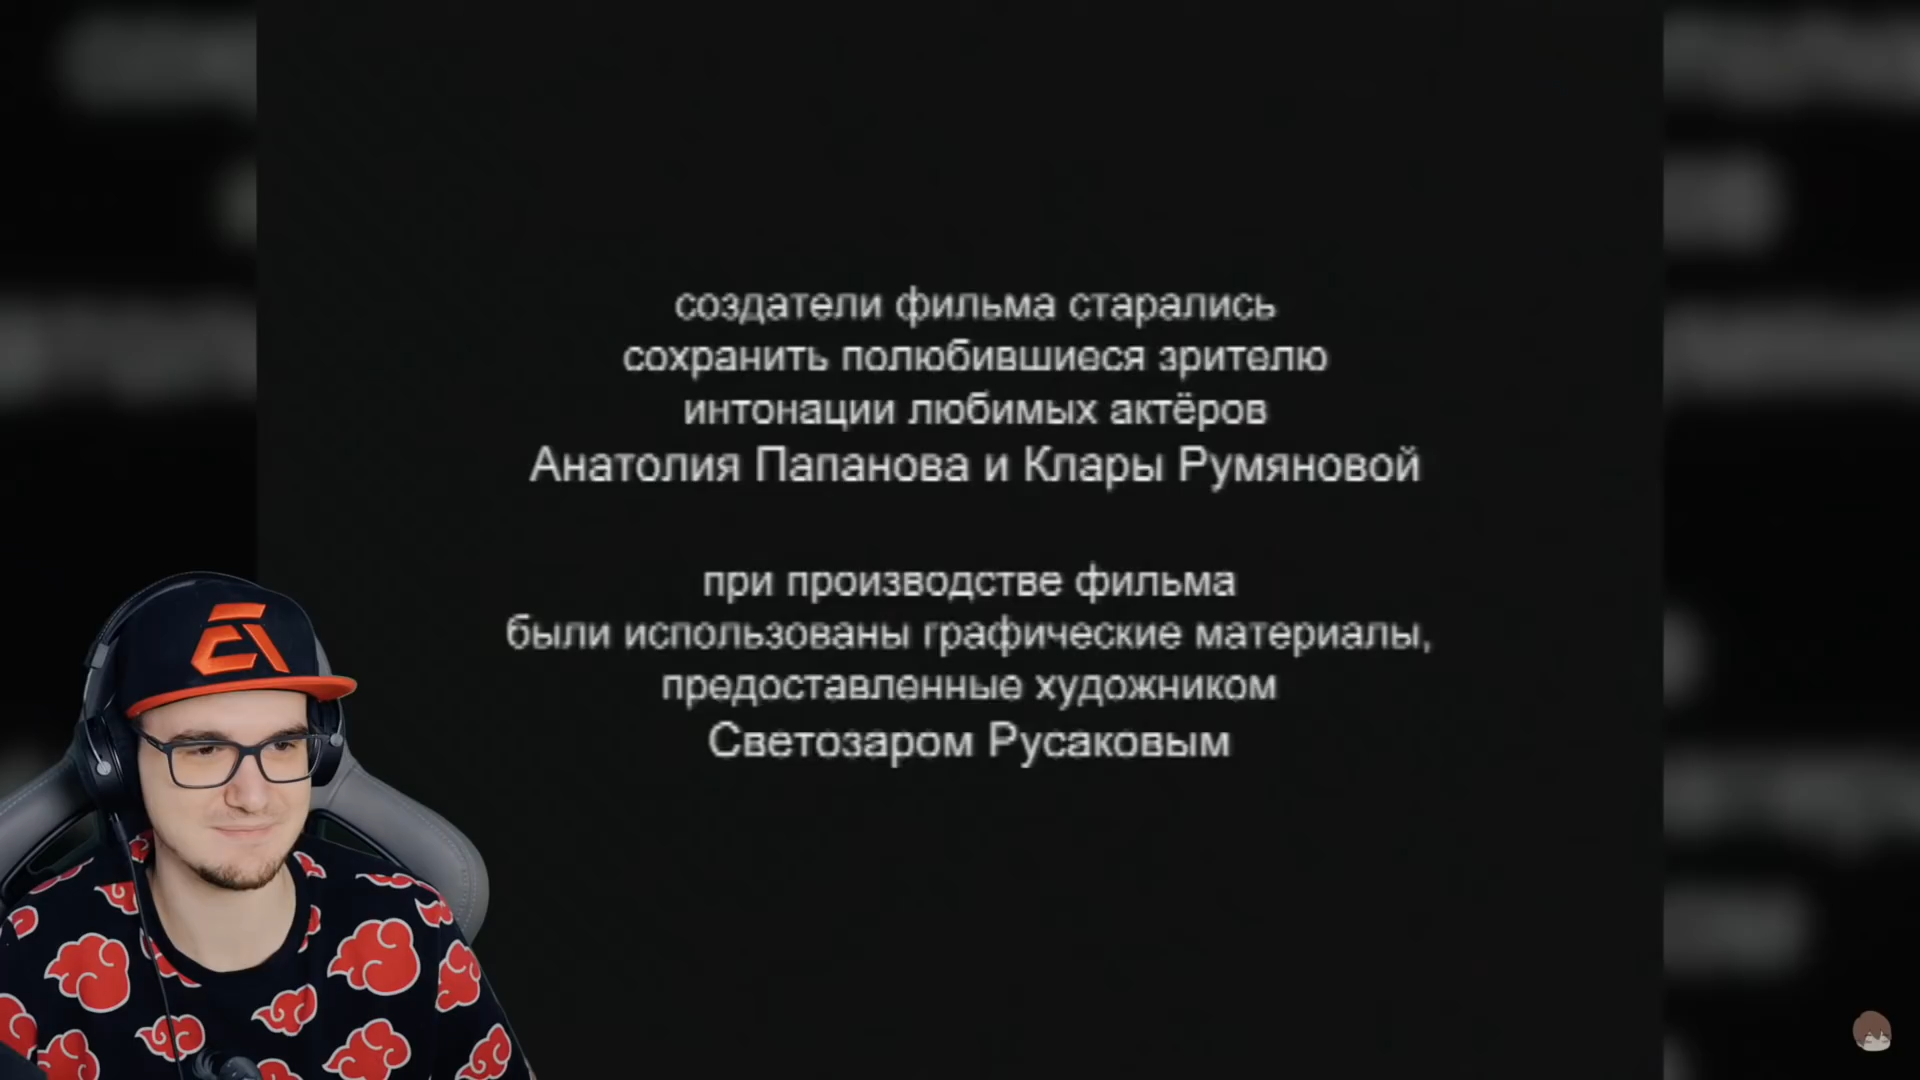 создатели фильма старались
сохранить полюбившиеся зрителю
интонации любимых актёров
Анатолия Папанова и Клары Румяновой
при производстве фильма
были использованы графические материалы,
предоставленные художником
Светозаром Русаковым